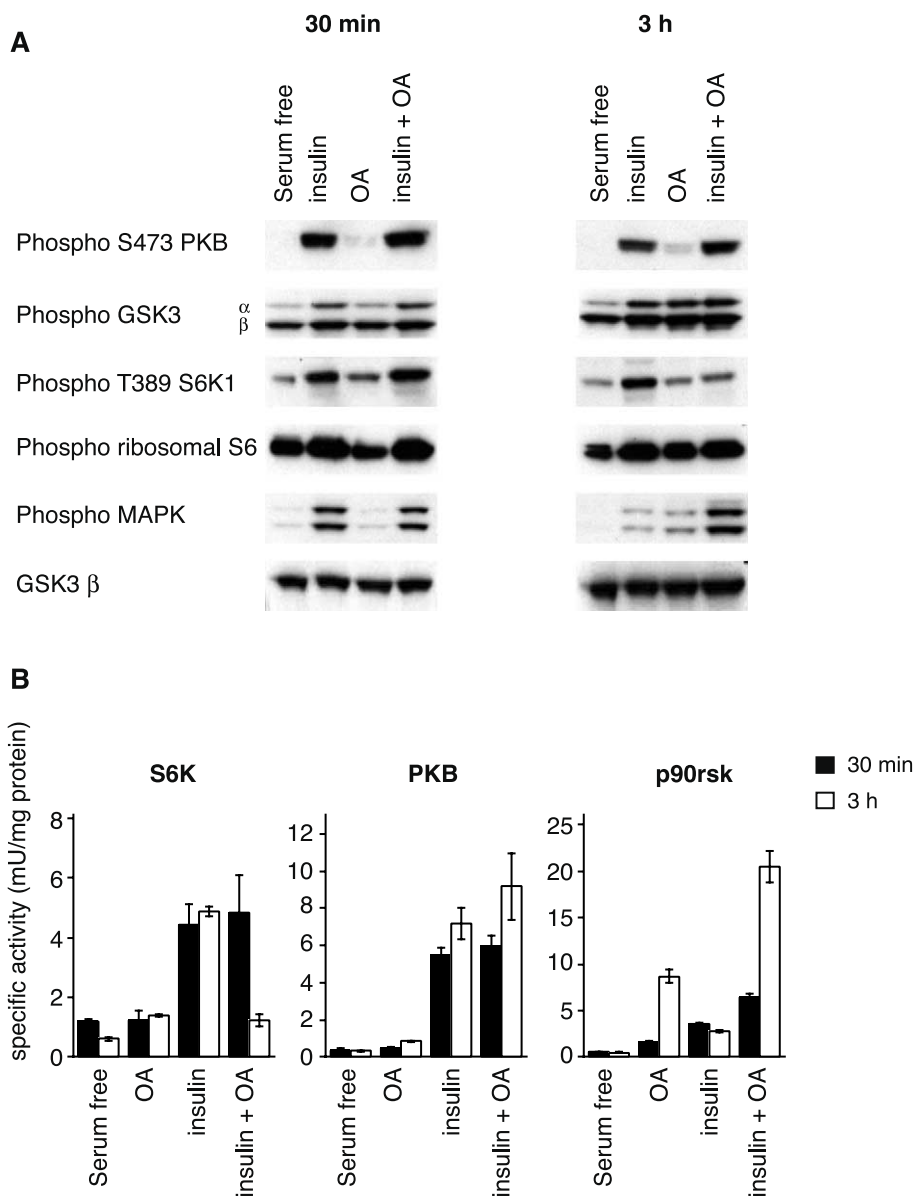 A
30 min
3 h
Serum free
insulin
OA
insulin + OA
Serum free
insulin
OA
insulin + OA
Phospho S473 PKB
Phospho GSK3
α
β
Phospho T389 S6K1
Phospho ribosomal S6
Phospho MAPK
GSK3 β
B
specific activity (mU/mg protein)
S6K
PKB
p90rsk
30 min
3 h
8
6
4
2
0
12
10
8
6
4
2
0
25
20
15
10
5
0
Serum free
OA
insulin
insulin + OA
Serum free
OA
insulin
insulin + OA
Serum free
OA
insulin
insulin + OA